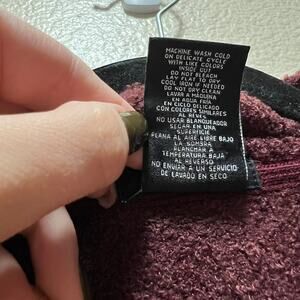 MACHINE WASH COLD
ON DELICATE CYCLE
WITH LIKE COLORS
INSIDE OUT
DO NOT BLEACH
LAY FLAT TO DRY
COOL IRON IF NEEDED
DO NOT DRY CLEAN
LAVAR A MAQUINA
EN AGUA FRIA
EN CICLO DELICADO
CON COLORES SIMILARES
AL REVES
NO USAR BLANQUEADOR
SECAR EN UNA
SUPERFICIE
PLANA AL AIRE LIBRE BAJO
LA SOMBRA
PLANCHAR A
TEMPERATURA BAJA
AL REVES
NO ENVIAR A UN SERVICIO
DE LAVADO EN SECO